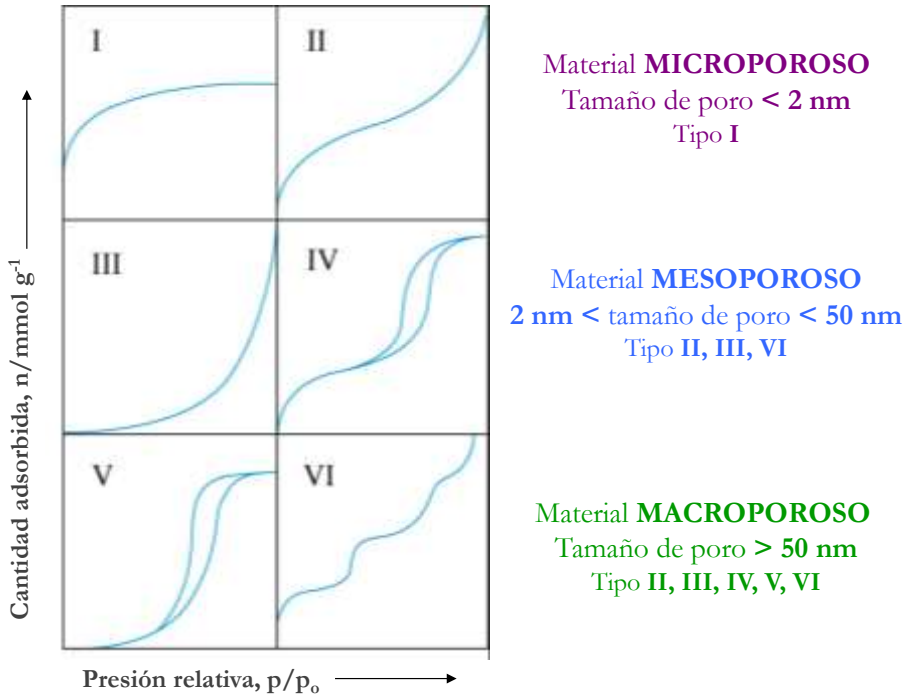 I
II
Material MICROPOROSO
Tamaño de poro < 2 nm
Tipo I
III
IV
Material MESOPOROSO
2 nm < tamaño de poro < 50 nm
Tipo II, III, VI
V
VI
Material MACROPOROSO
Tamaño de poro > 50 nm
Tipo II, III, IV, V, VI
Cantidad adsorbida, n/mmol g⁻¹
Presión relativa, p/pₒ